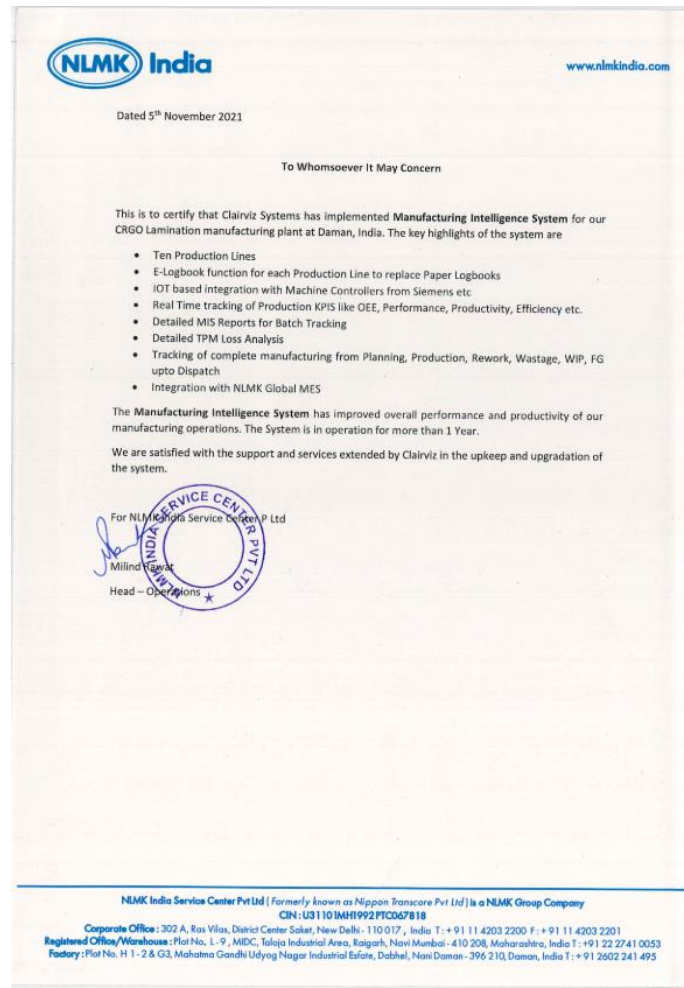 NLMK India
www.nlmkindia.com
Dated 5th November 2021
To Whomsoever It May Concern
This is to certify that Clairviz Systems has implemented Manufacturing Intelligence System for our
CRGO Lamination manufacturing plant at Daman, India. The key highlights of the system are
• Ten Production Lines
• E-Logbook function for each Production Line to replace Paper Logbooks
• IOT based integration with Machine Controllers from Siemens etc
• Real Time tracking of Production KPIS like OEE, Performance, Productivity, Efficiency etc.
• Detailed MIS Reports for Batch Tracking
• Detailed TPM Loss Analysis
• Tracking of complete manufacturing from Planning, Production, Rework, Wastage, WIP, FG
upto Dispatch
• Integration with NLMK Global MES
The Manufacturing Intelligence System has improved overall performance and productivity of our
manufacturing operations. The System is in operation for more than 1 Year.
We are satisfied with the support and services extended by Clairviz in the upkeep and upgradation of
the system.
For NLMK India Service Center P Ltd
NLMK INDIA SERVICE CENTER PVT LTD
Milind Rawat
Head – Operations
NLMK India Service Center Pvt Ltd ( Formerly known as Nippon Transcore Pvt Ltd ) is a NLMK Group Company
CIN : U31101MH1992PTC067818
Corporate Office : 302 A, Ras Vilas, District Center Saket, New Delhi - 110 017 , India T : + 91 11 4203 2200 F : + 91 11 4203 2201
Registered Office/Warehouse : Plot No. L - 9 , MIDC, Taloja Industrial Area, Raigarh, Navi Mumbai - 410 208, Maharashtra, India T : +91 22 2741 0053
Factory : Plot No. H 1 - 2 & G3, Mahatma Gandhi Udyog Nagar Industrial Estate, Dabhel, Nani Daman - 396 210, Daman, India T : + 91 2602 241 495